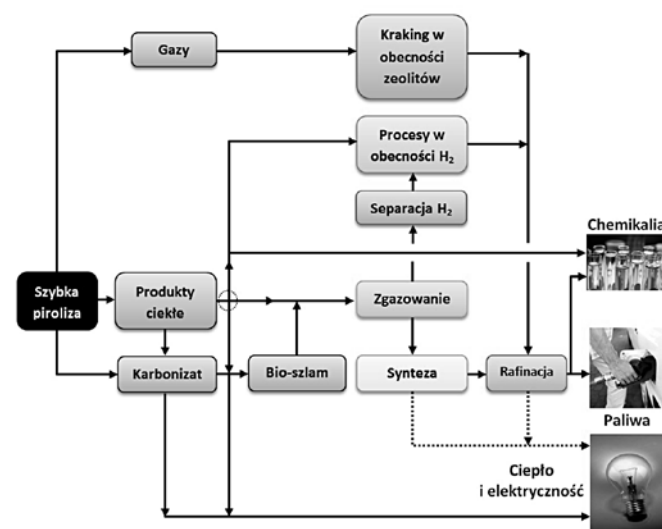 Gazy
Kraking w
obecności
zeolitów
Procesy w
obecności H₂
Separacja H₂
Chemikalia
Szybka
piroliza
Produkty
ciekłe
Zgazowanie
Karbonizat
Bio-szlam
Synteza
Rafinacja
Paliwa
Ciepło
i elektryczność